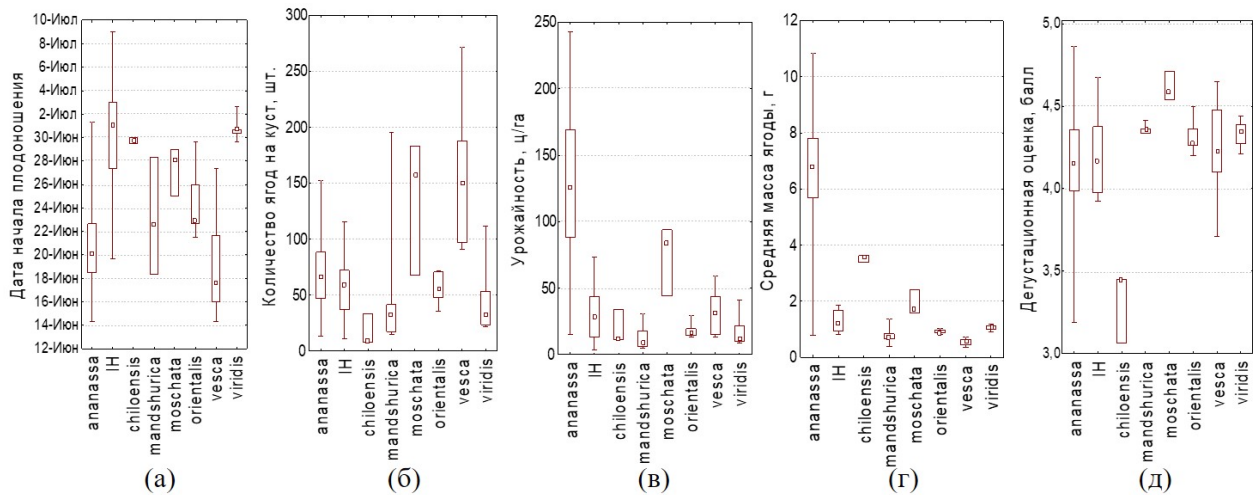 Дата начала плодоношения
10-Июл
8-Июл
6-Июл
4-Июл
2-Июл
30-Июн
28-Июн
26-Июн
24-Июн
22-Июн
20-Июн
18-Июн
16-Июн
14-Июн
12-Июн
ananassa
IH
chiloensis
mandshurica
moschata
orientalis
vesca
viridis
(а)
Количество ягод на куст, шт.
300
250
200
150
100
50
0
ananassa
IH
chiloensis
mandshurica
moschata
orientalis
vesca
viridis
(б)
Урожайность, ц/га
250
200
150
100
50
0
ananassa
IH
chiloensis
mandshurica
moschata
orientalis
vesca
viridis
(в)
Средняя масса ягоды, г
12
10
8
6
4
2
0
ananassa
IH
chiloensis
mandshurica
moschata
orientalis
vesca
viridis
(г)
Дегустационная оценка, балл
5,0
4,5
4,0
3,5
3,0
ananassa
IH
chiloensis
mandshurica
moschata
orientalis
vesca
viridis
(д)